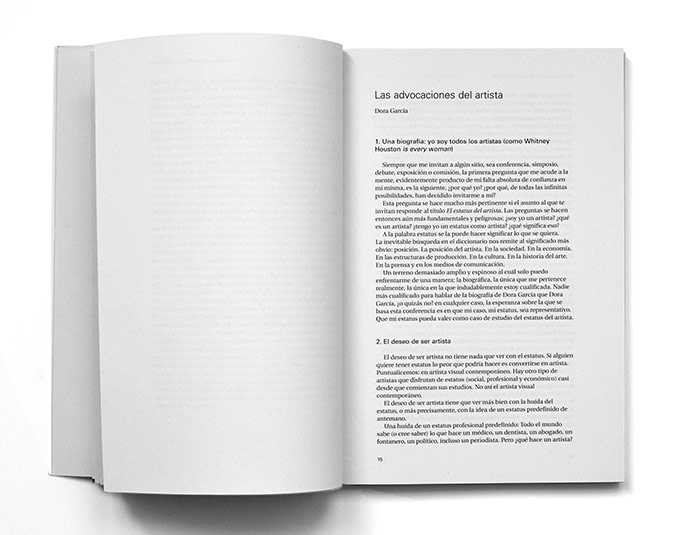 Las advocaciones del artista
Dora García
1. Una biografía: yo soy todos los artistas (como Whitney
Houston is every woman)
Siempre que me invitan a algún sitio, sea conferencia, simposio,
debate, exposición o comisión, la primera pregunta que me acude a la
mente, evidentemente producto de mi falta absoluta de confianza en
mí misma, es la siguiente, ¿por qué yo? ¿por qué, de todas las infinitas
posibilidades, han decidido invitarme a mí?
Esta pregunta se hace mucho más pertinente si el asunto al que te
invitan responde al título El estatus del artista. Las preguntas se hacen
entonces aún más fundamentales y peligrosas: ¿soy yo un artista? ¿qué
es un artista? ¿tengo yo un estatus como artista? ¿qué significa eso?
A la palabra estatus se la puede hacer significar lo que se quiera.
La inevitable búsqueda en el diccionario nos remite al significado más
obvio: posición. La posición del artista. En la sociedad. En la economía.
En las estructuras de producción. En la cultura. En la historia del arte.
En la prensa y en los medios de comunicación.
Un terreno demasiado amplio y espinoso al cuál solo puedo
enfrentarme de una manera: la biográfica, la única que me pertenece
realmente, la única en la que indudablemente estoy cualificada. Nadie
más cualificado para hablar de la biografía de Dora García que Dora
García, ¿o quizás no? en cualquier caso, la esperanza sobre la que se
basa esta conferencia es en que mi caso, mi estatus, sea representativo.
Que mi estatus pueda valer como caso de estudio del estatus del artista.
2. El deseo de ser artista
El deseo de ser artista no tiene nada que ver con el estatus. Si alguien
quiere tener estatus lo peor que podría hacer es convertirse en artista.
Puntualicemos: en artista visual contemporáneo. Hay otro tipo de
artistas que disfrutan de estatus (social, profesional y económico) casi
desde que comienzan sus estudios. No así el artista visual
contemporáneo.
El deseo de ser artista tiene que ver más bien con la huida del
estatus, o más precisamente, con la idea de un estatus predefinido de
antemano.
Una huída de un estatus profesional predefinido: Todo el mundo
sabe (o cree saber) lo que hace un médico, un dentista, un abogado, un
fontanero, un político, incluso un periodista. Pero ¿qué hace un artista?
15